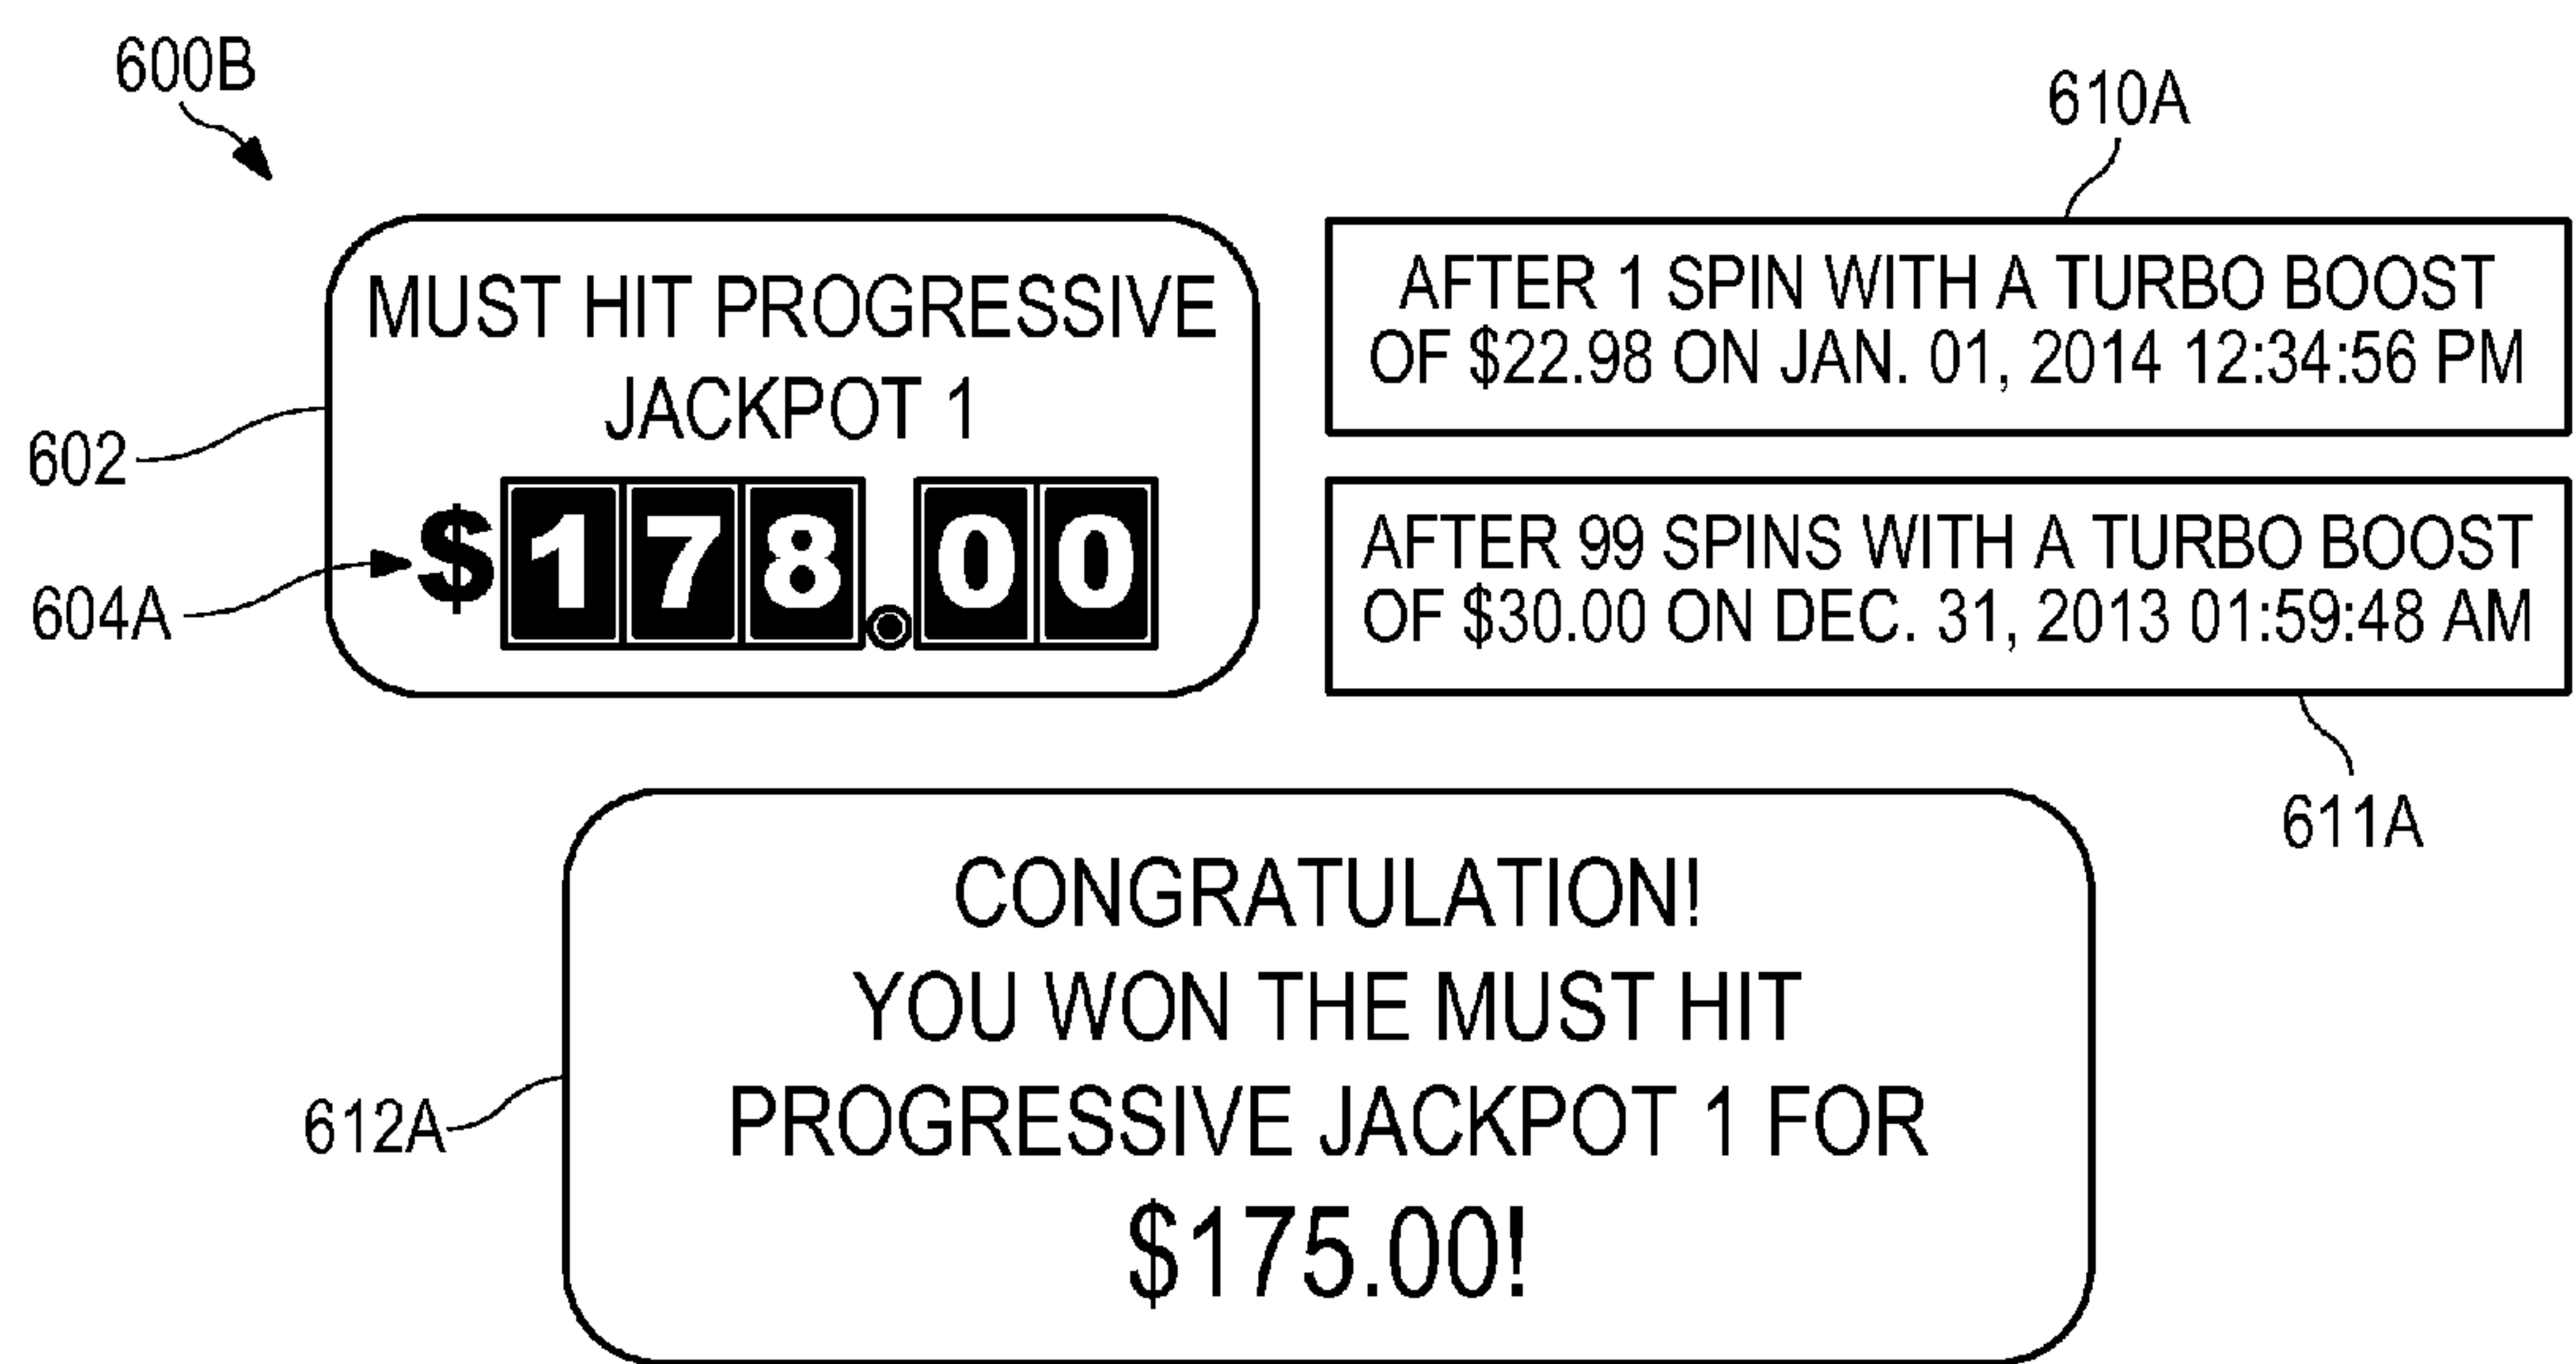 600B
610A
MUST HIT PROGRESSIVE
JACKPOT 1
$178.00
602
604A
AFTER 1 SPIN WITH A TURBO BOOST
OF $22.98 ON JAN. 01, 2014 12:34:56 PM
AFTER 99 SPINS WITH A TURBO BOOST
OF $30.00 ON DEC. 31, 2013 01:59:48 AM
611A
CONGRATULATION!
YOU WON THE MUST HIT
PROGRESSIVE JACKPOT 1 FOR
$175.00!
612A